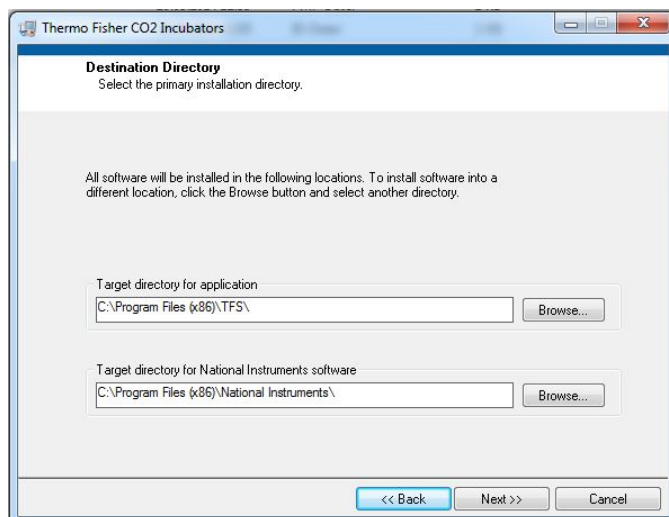 Thermo Fisher CO2 Incubators
Destination Directory
Select the primary installation directory.
All software will be installed in the following locations. To install software into a
different location, click the Browse button and select another directory.
Target directory for application
C:\Program Files (x86)\TFS\
Browse...
Target directory for National Instruments software
C:\Program Files (x86)\National Instruments\
Browse...
<< Back
Next >>
Cancel